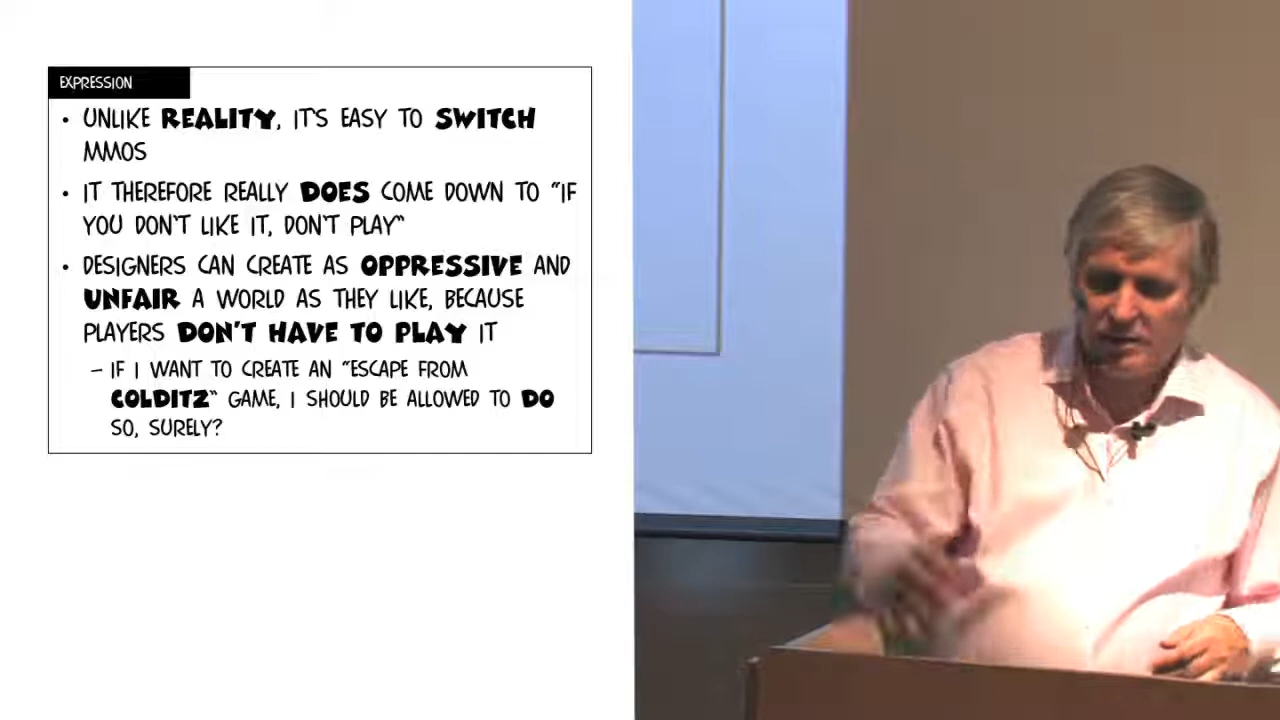 EXPRESSION
• UNLIKE REALITY, IT'S EASY TO SWITCH
MMOS
• IT THEREFORE REALLY DOES COME DOWN TO "IF
YOU DON'T LIKE IT, DON'T PLAY"
• DESIGNERS CAN CREATE AS OPPRESSIVE AND
UNFAIR A WORLD AS THEY LIKE, BECAUSE
PLAYERS DON'T HAVE TO PLAY IT
– IF I WANT TO CREATE AN "ESCAPE FROM
COLDITZ" GAME, I SHOULD BE ALLOWED TO DO
SO, SURELY?